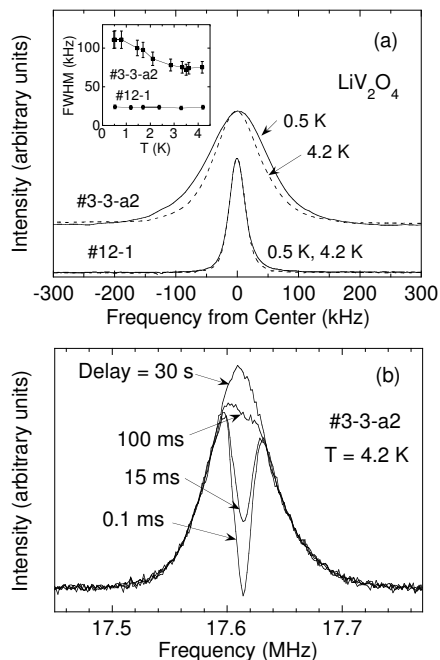 (a)
LiV2O4
FWHM (kHz)
100
50
0
#3-3-a2
#12-1
0 1 2 3 4
T (K)
0.5 K
4.2 K
#3-3-a2
#12-1
0.5 K, 4.2 K
Intensity (arbitrary units)
-300 -200 -100 0 100 200 300
Frequency from Center (kHz)
(b)
Delay = 30 s
#3-3-a2
T = 4.2 K
100 ms
15 ms
0.1 ms
Intensity (arbitrary units)
17.5 17.6 17.7
Frequency (MHz)